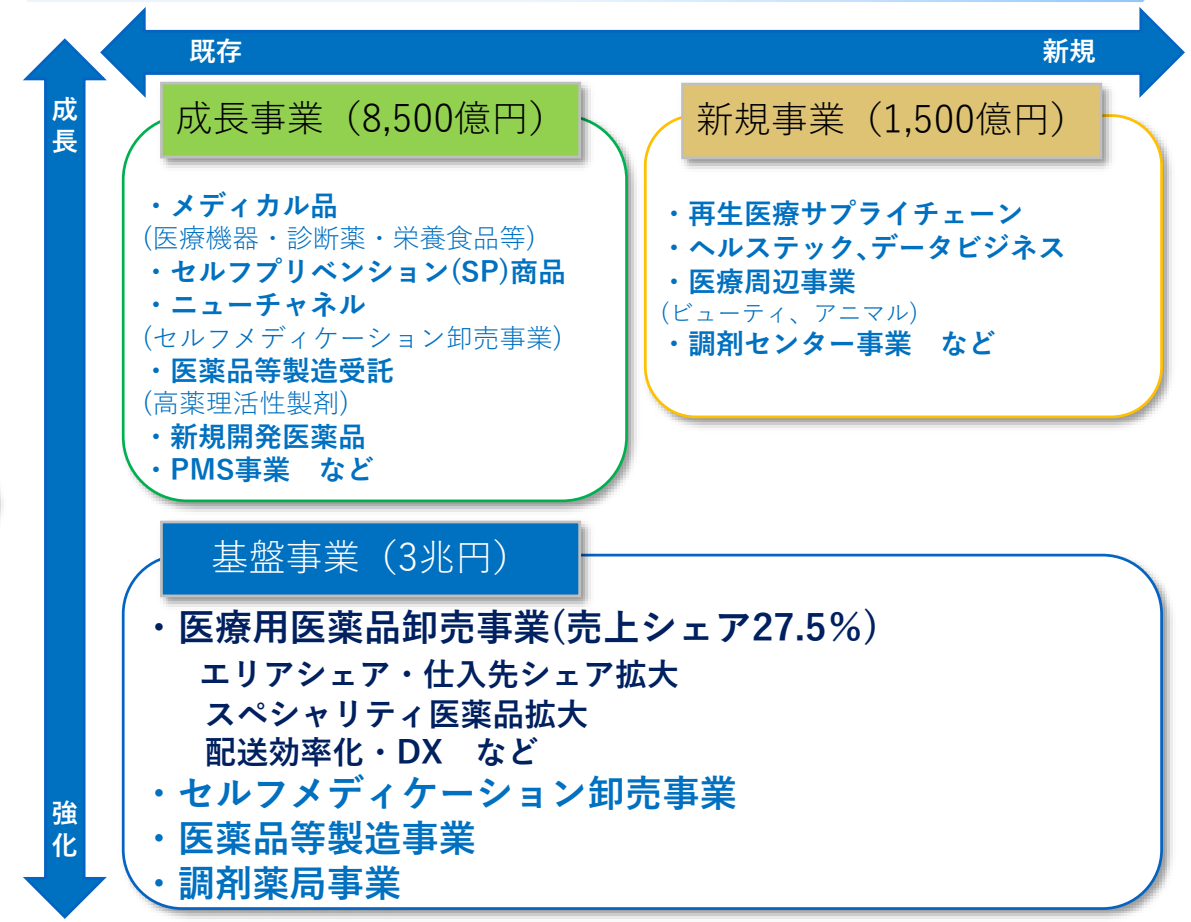 既存
新規
成長
成長事業（8,500億円）
・メディカル品
(医療機器・診断薬・栄養食品等)
・セルフプリベンション(SP)商品
・ニューチャネル
(セルフメディケーション卸売事業)
・医薬品等製造受託
(高薬理活性製剤)
・新規開発医薬品
・PMS事業　など
新規事業（1,500億円）
・再生医療サプライチェーン
・ヘルステック、データビジネス
・医療周辺事業
(ビューティ、アニマル)
・調剤センター事業　など
基盤事業（3兆円）
・医療用医薬品卸売事業(売上シェア27.5％)
エリアシェア・仕入先シェア拡大
スペシャリティ医薬品拡大
配送効率化・DX　など
・セルフメディケーション卸売事業
・医薬品等製造事業
・調剤薬局事業
強化